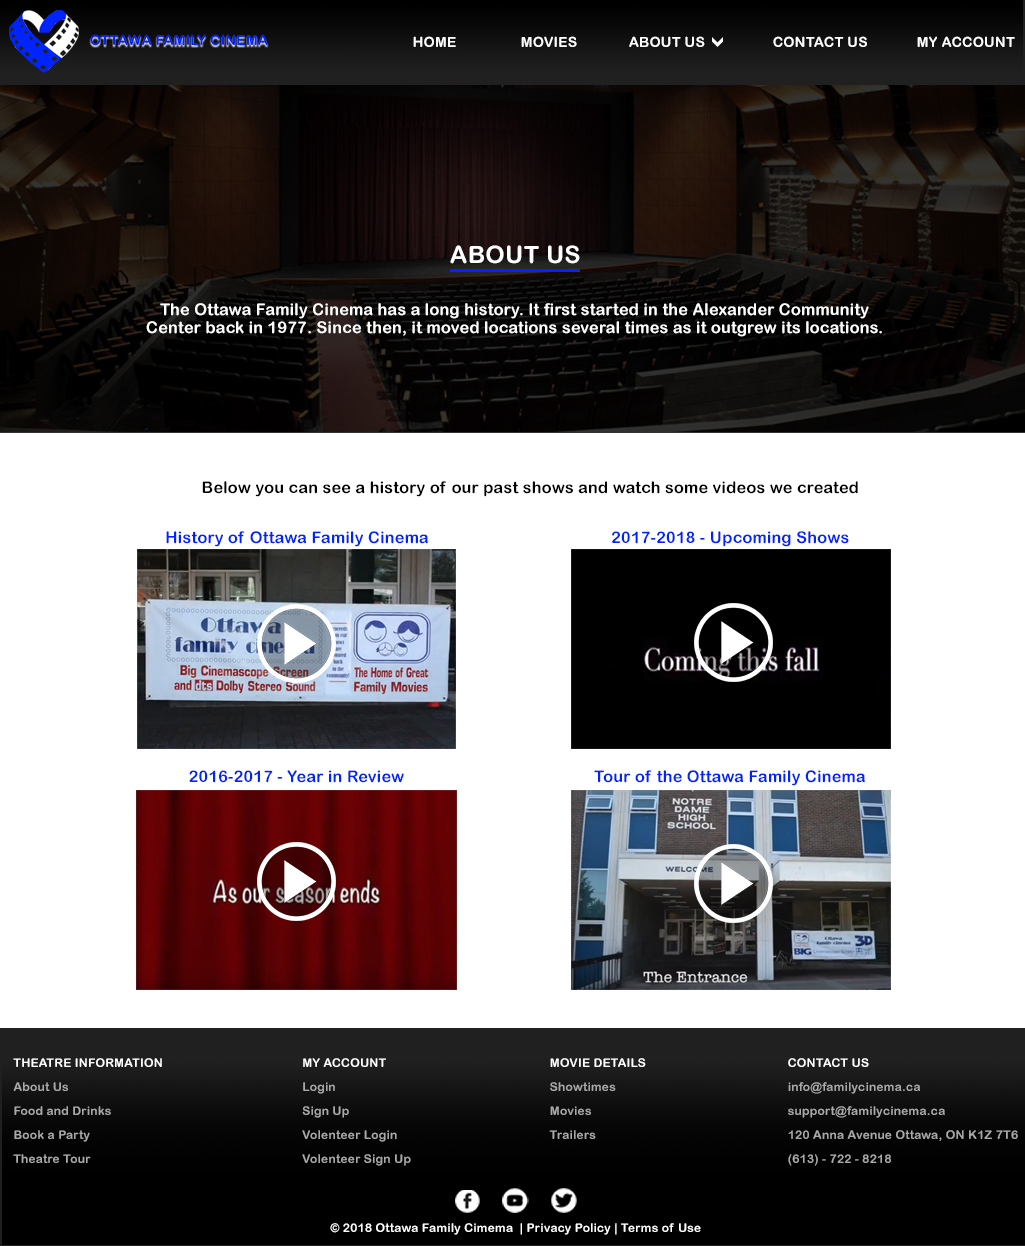 OTTAWA FAMILY CINEMA
HOME MOVIES ABOUT US CONTACT US MY ACCOUNT
ABOUT US
The Ottawa Family Cinema has a long history. It first started in the Alexander Community
Center back in 1977. Since then, it moved locations several times as it outgrew its locations.
Below you can see a history of our past shows and watch some videos we created
History of Ottawa Family Cinema
Ottawa
family cinema
Big Cinemascope Screen
and dts Dolby Stereo Sound
The Home of Great
Family Movies
2017-2018 - Upcoming Shows
Coming this fall
2016-2017 - Year in Review
As our season ends
Tour of the Ottawa Family Cinema
NOTRE
DAME
HIGH
SCHOOL
WELCOME
Ottawa
family cinema
3D
BIG
The Entrance
THEATRE INFORMATION
About Us
Food and Drinks
Book a Party
Theatre Tour
MY ACCOUNT
Login
Sign Up
Volenteer Login
Volenteer Sign Up
MOVIE DETAILS
Showtimes
Movies
Trailers
CONTACT US
info@familycinema.ca
support@familycinema.ca
120 Anna Avenue Ottawa, ON K1Z 7T6
(613) - 722 - 8218
© 2018 Ottawa Family Cimema | Privacy Policy | Terms of Use